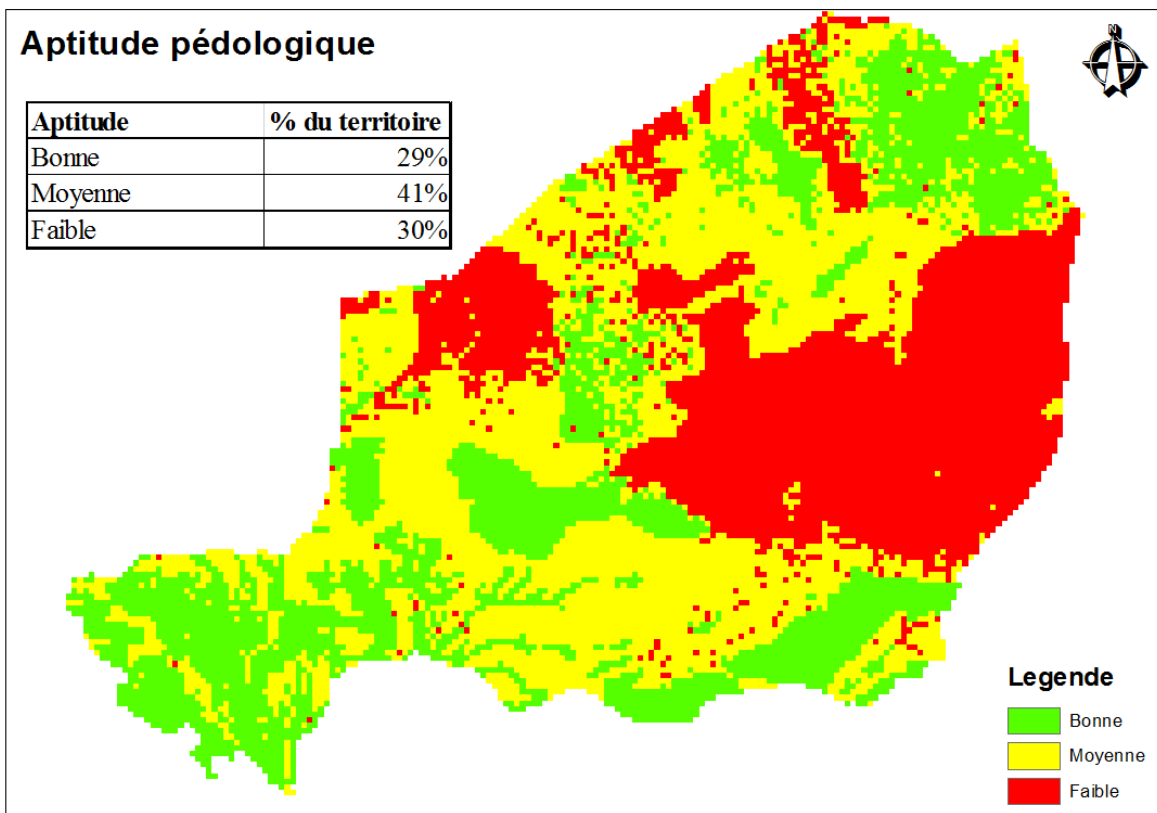 Aptitude pédologique
N
Aptitude % du territoire
Bonne 29%
Moyenne 41%
Faible 30%
Legende
Bonne
Moyenne
Faible